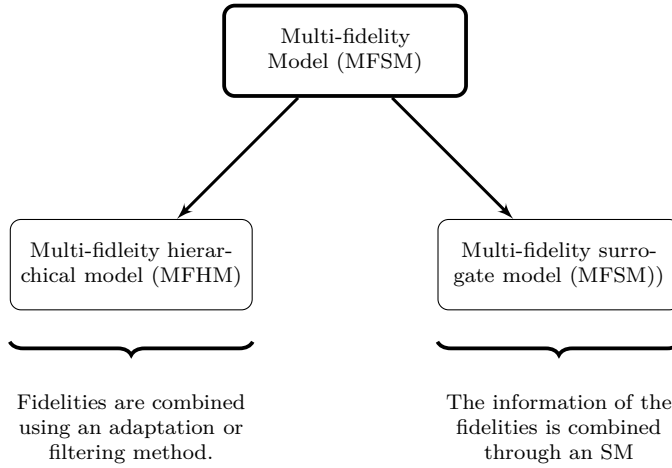 Multi-fidelity
Model (MFSM)
Multi-fidleity hierar-
chical model (MFHM)
Multi-fidelity surro-
gate model (MFSM))
Fidelities are combined
using an adaptation or
filtering method.
The information of the
fidelities is combined
through an SM